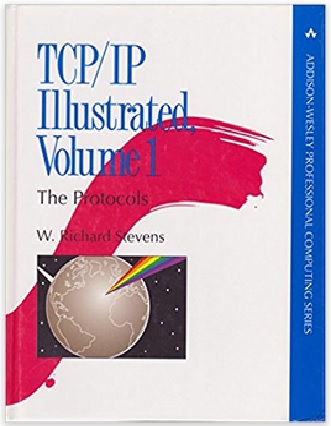 TCP/IP
Illustrated,
Volume 1
The Protocols
W. Richard Stevens
ADDISON-WESLEY PROFESSIONAL COMPUTING SERIES